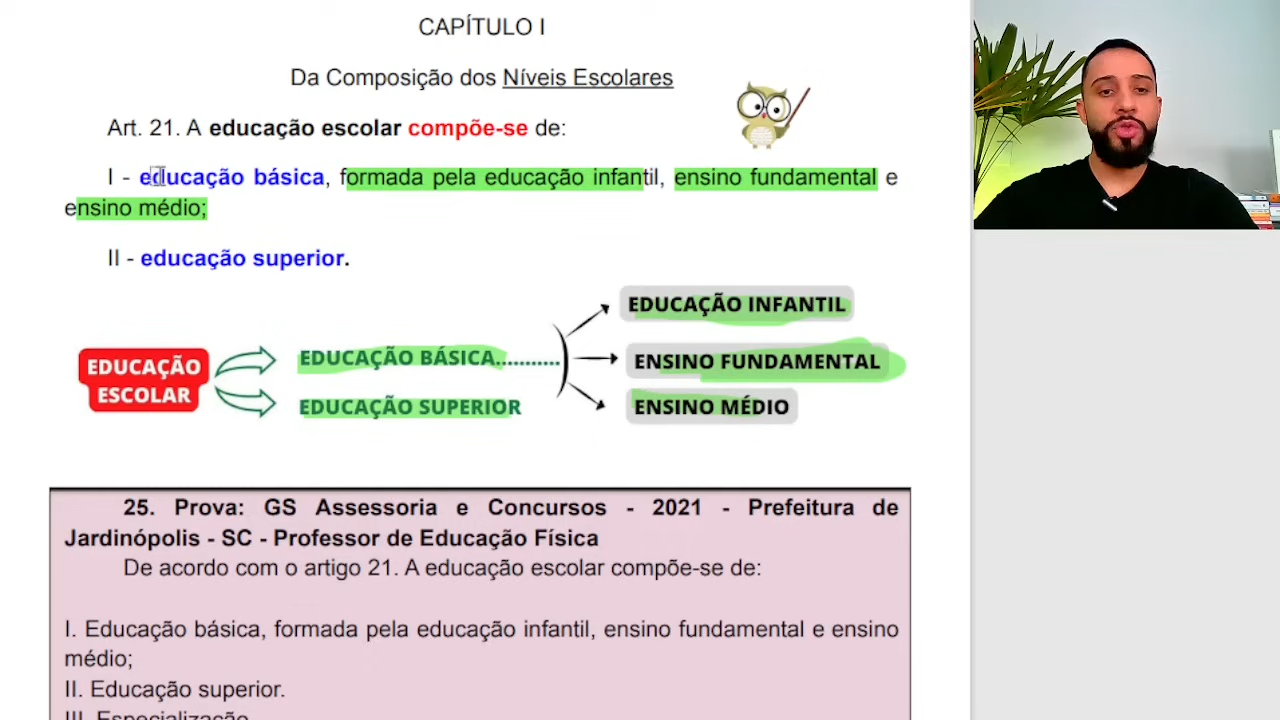 CAPÍTULO I
Da Composição dos Níveis Escolares
Art. 21. A educação escolar compõe-se de:
I - educação básica, formada pela educação infantil, ensino fundamental e
ensino médio;
II - educação superior.
EDUCAÇÃO INFANTIL
EDUCAÇÃO
ESCOLAR
EDUCAÇÃO BÁSICA...........
ENSINO FUNDAMENTAL
EDUCAÇÃO SUPERIOR
ENSINO MÉDIO
25. Prova: GS Assessoria e Concursos - 2021 - Prefeitura de
Jardinópolis - SC - Professor de Educação Física
De acordo com o artigo 21. A educação escolar compõe-se de:
I. Educação básica, formada pela educação infantil, ensino fundamental e ensino
médio;
II. Educação superior.
III. Especialização